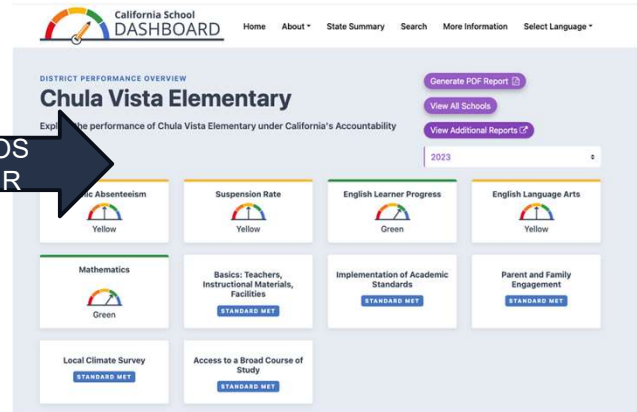 California School
DASHBOARD
Home About State Summary Search More Information Select Language
DISTRICT PERFORMANCE OVERVIEW
Chula Vista Elementary
the performance of Chula Vista Elementary under California's Accountability
Generate PDF Report
View All Schools
View Additional Reports
2023
OS
R
Absenteeism
Yellow
Suspension Rate
Yellow
English Learner Progress
Green
English Language Arts
Yellow
Mathematics
Green
Basics: Teachers,
Instructional Materials,
Facilities
STANDARD MET
Implementation of Academic
Standards
STANDARD MET
Parent and Family
Engagement
STANDARD MET
Local Climate Survey
STANDARD MET
Access to a Broad Course of
Study
STANDARD MET